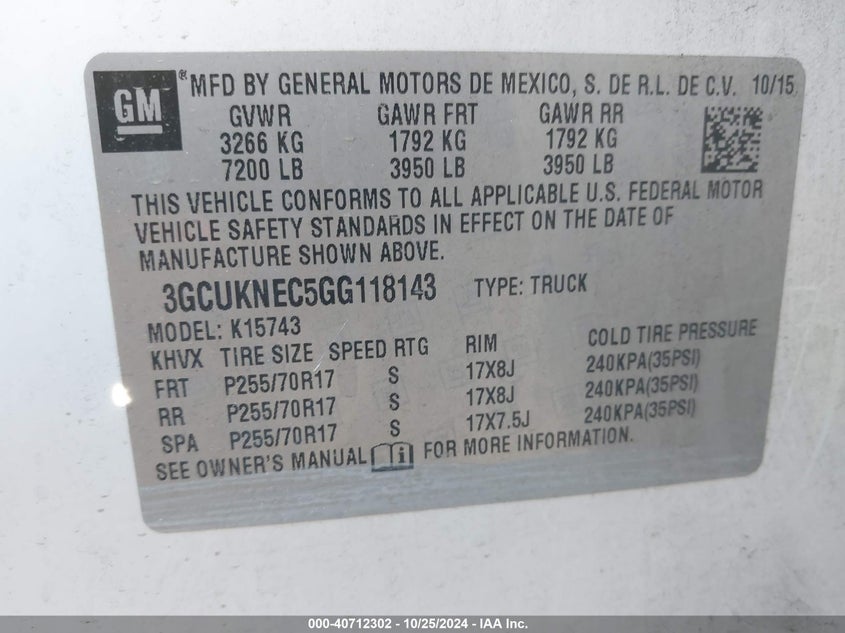 GM
® MFD BY GENERAL MOTORS DE MEXICO, S. DE R.L. DE C.V. 10/15
GVWR GAWR FRT GAWR RR
3266 KG 1792 KG 1792 KG
7200 LB 3950 LB 3950 LB
THIS VEHICLE CONFORMS TO ALL APPLICABLE U.S. FEDERAL MOTOR
VEHICLE SAFETY STANDARDS IN EFFECT ON THE DATE OF
MANUFACTURE SHOWN ABOVE.
3GCUKNEC5GG118143 TYPE: TRUCK
MODEL: K15743
KHVX TIRE SIZE SPEED RTG RIM COLD TIRE PRESSURE
FRT P255/70R17 S 17X8J 240KPA(35PSI)
RR P255/70R17 S 17X8J 240KPA(35PSI)
SPA P255/70R17 S 17X7.5J 240KPA(35PSI)
SEE OWNER'S MANUAL i FOR MORE INFORMATION.
000-40712302 - 10/25/2024 - IAA Inc.